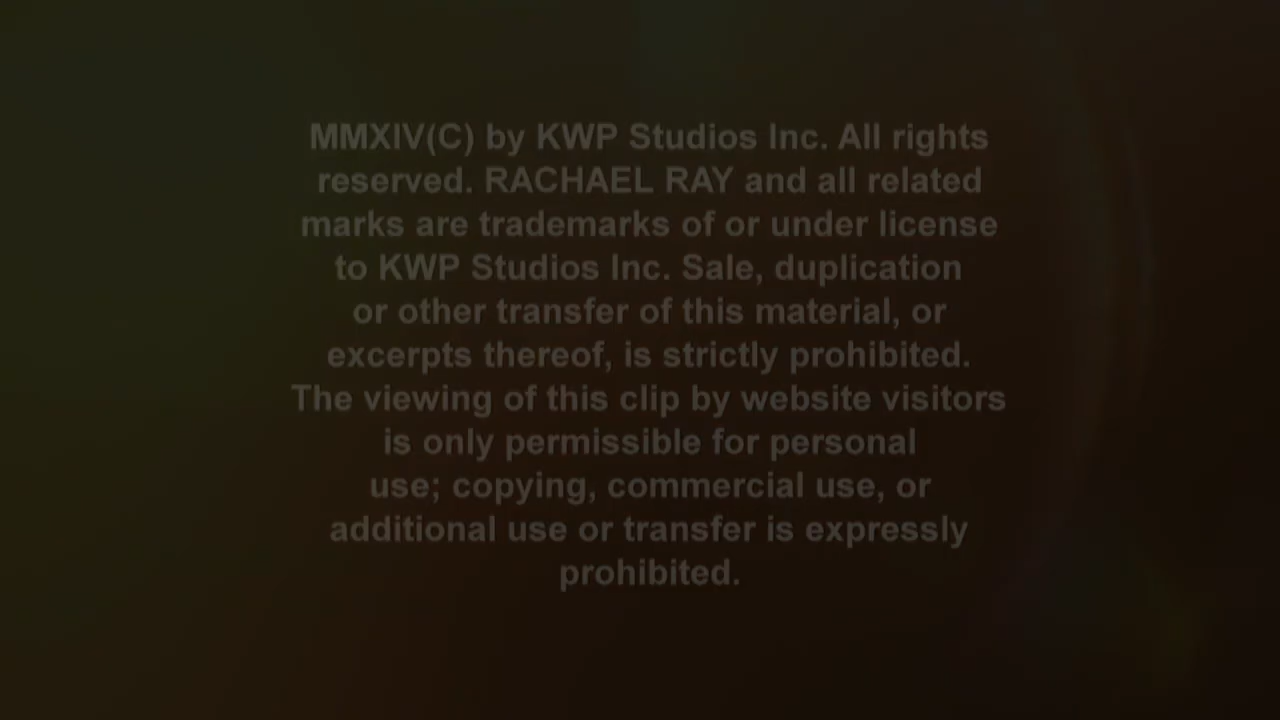 MMXIV(C) by KWP Studios Inc. All rights
reserved. RACHAEL RAY and all related
marks are trademarks of or under license
to KWP Studios Inc. Sale, duplication
or other transfer of this material, or
excerpts thereof, is strictly prohibited.
The viewing of this clip by website visitors
is only permissible for personal
use; copying, commercial use, or
additional use or transfer is expressly
prohibited.